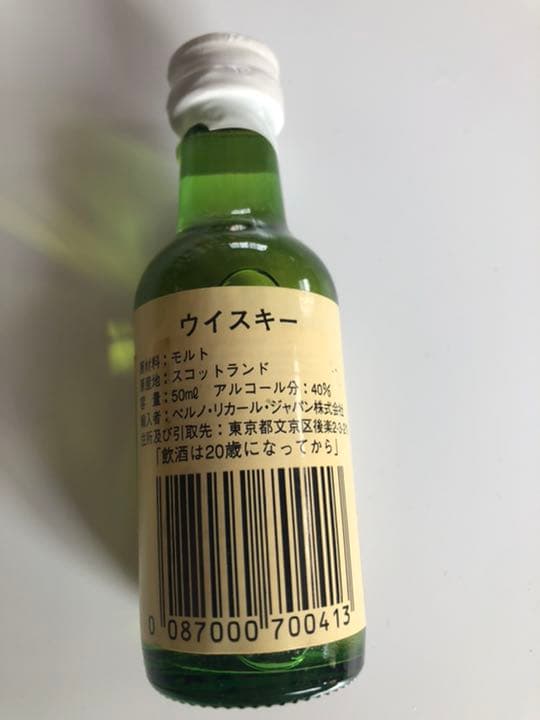 ウイスキー
原材料：モルト
原産地：スコットランド
容 量：50㎖ アルコール分：40%
輸入者：ペルノ・リカール・ジャパン株式会社
住所及び引取先：東京都文京区後楽2-3-21
「飲酒は20歳になってから」
0 087000 700413